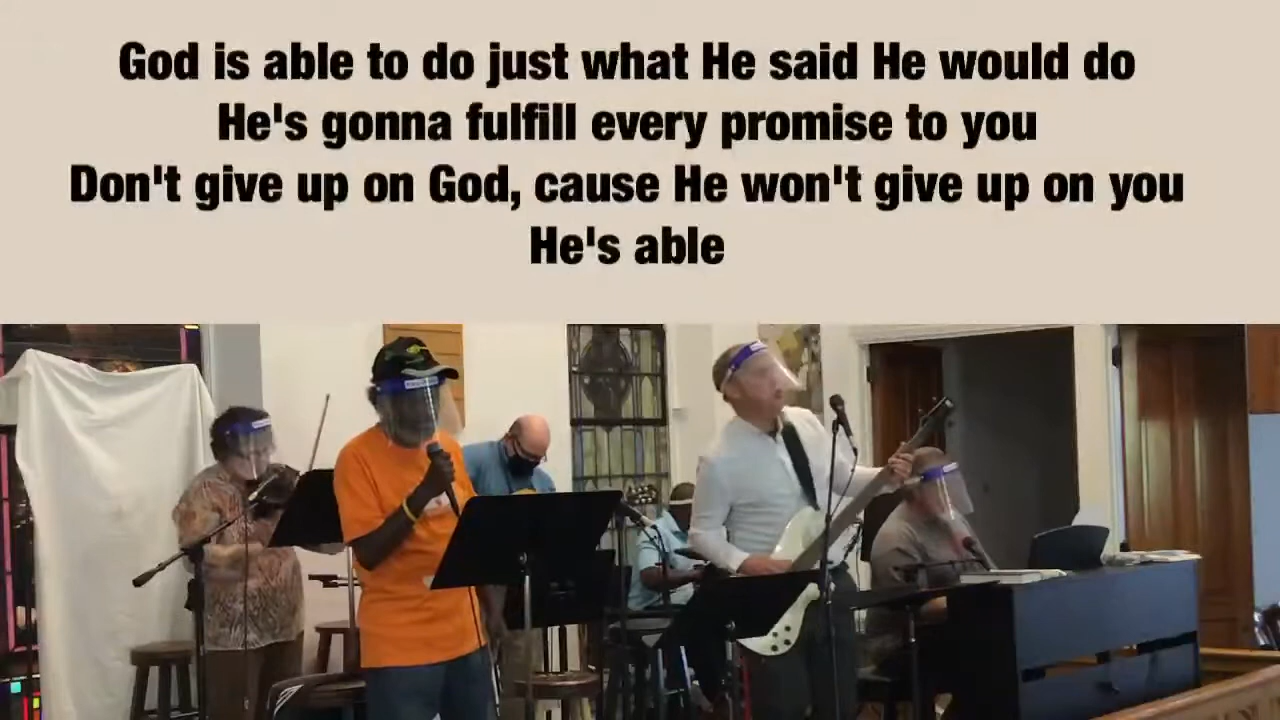 God is able to do just what He said He would do
He's gonna fulfill every promise to you
Don't give up on God, cause He won't give up on you
He's able